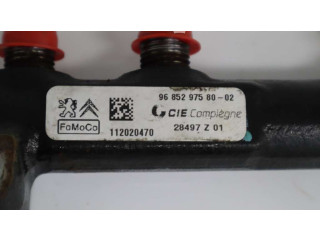 96 852 975 80-02
CIE Compiègne
FoMoCo
112020470
28497 Z 01